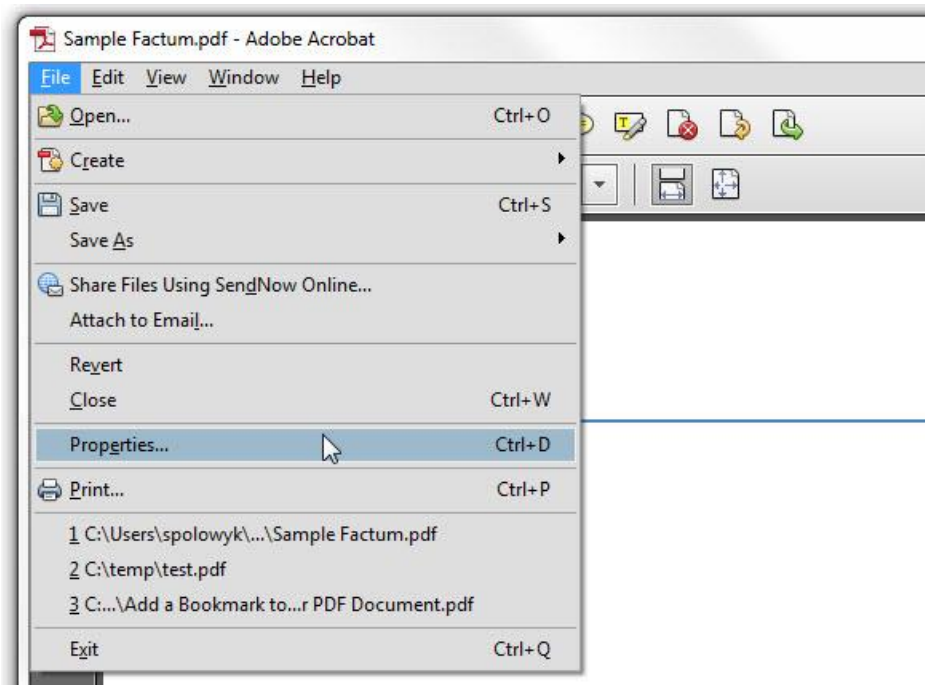 Sample Factum.pdf - Adobe Acrobat
File Edit View Window Help
Open... Ctrl+O
Create
Save Ctrl+S
Save As
Share Files Using SendNow Online...
Attach to Email...
Revert
Close Ctrl+W
Properties... Ctrl+D
Print... Ctrl+P
1 C:\Users\spolowyk\...\Sample Factum.pdf
2 C:\temp\test.pdf
3 C:...\Add a Bookmark to...r PDF Document.pdf
Exit Ctrl+Q